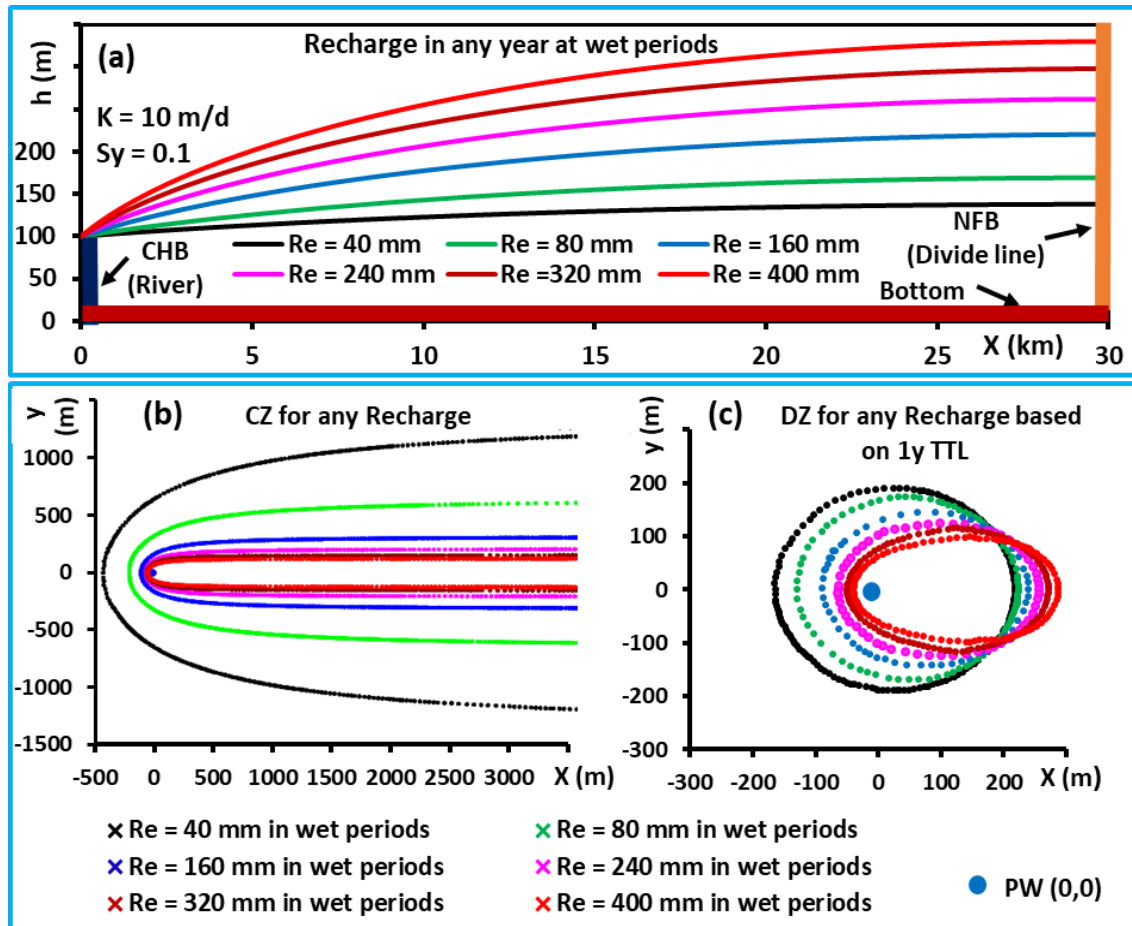 (a)
Recharge in any year at wet periods
h (m)
K = 10 m/d
Sy = 0.1
200
150
100
50
0
CHB
(River)
Re = 40 mm
Re = 80 mm
Re = 160 mm
Re = 240 mm
Re =320 mm
Re = 400 mm
NFB
(Divide line)
Bottom
0
5
10
15
20
25
30
X (km)
(b)
CZ for any Recharge
y
(m)
1000
500
0
-500
-1000
-1500
-500
0
500
1000
1500
2000
2500
3000
X (m)
(c)
DZ for any Recharge based
on 1y TTL
y (m)
300
200
100
0
-100
-200
-300
-300
-200
-100
0
100
200
X (m)
Re = 40 mm in wet periods
Re = 80 mm in wet periods
Re = 160 mm in wet periods
Re = 240 mm in wet periods
Re = 320 mm in wet periods
Re = 400 mm in wet periods
PW (0,0)